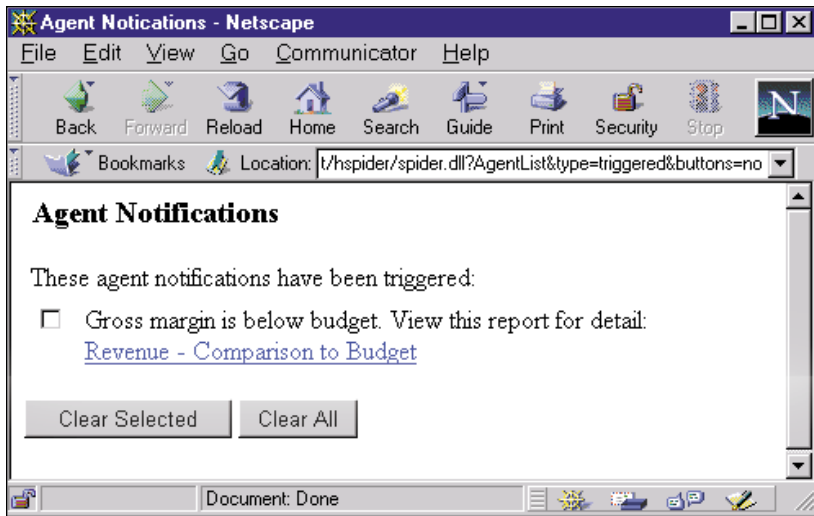 Agent Notications - Netscape
File Edit View Go Communicator Help
Back Forward Reload Home Search Guide Print Security Stop
N
Bookmarks Location: t/hspider/spider.dll?AgentList&type=triggered&buttons=no
Agent Notifications
These agent notifications have been triggered:
Gross margin is below budget. View this report for detail:
Revenue - Comparison to Budget
Clear Selected Clear All
Document: Done